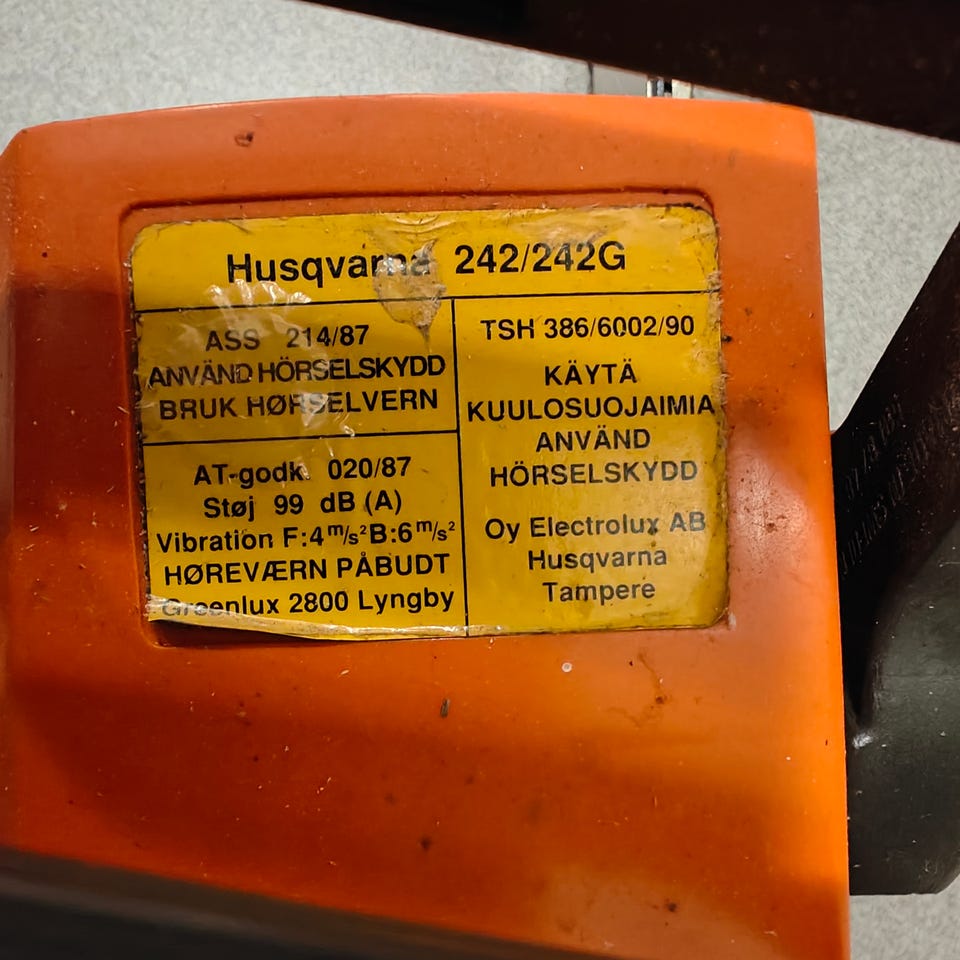 Husqvarna 242/242G
ASS 214/87
ANVÄND HÖRSELSKYDD
BRUK HØRSELVERN
AT-godk. 020/87
Støj 99 dB (A)
Vibration F:4 m/s² B:6 m/s²
HØREVÆRN PÅBUDT
Greenlux 2800 Lyngby
TSH 386/6002/90
KÄYTÄ
KUULOSUOJAIMIA
ANVÄND
HÖRSELSKYDD
Oy Electrolux AB
Husqvarna
Tampere